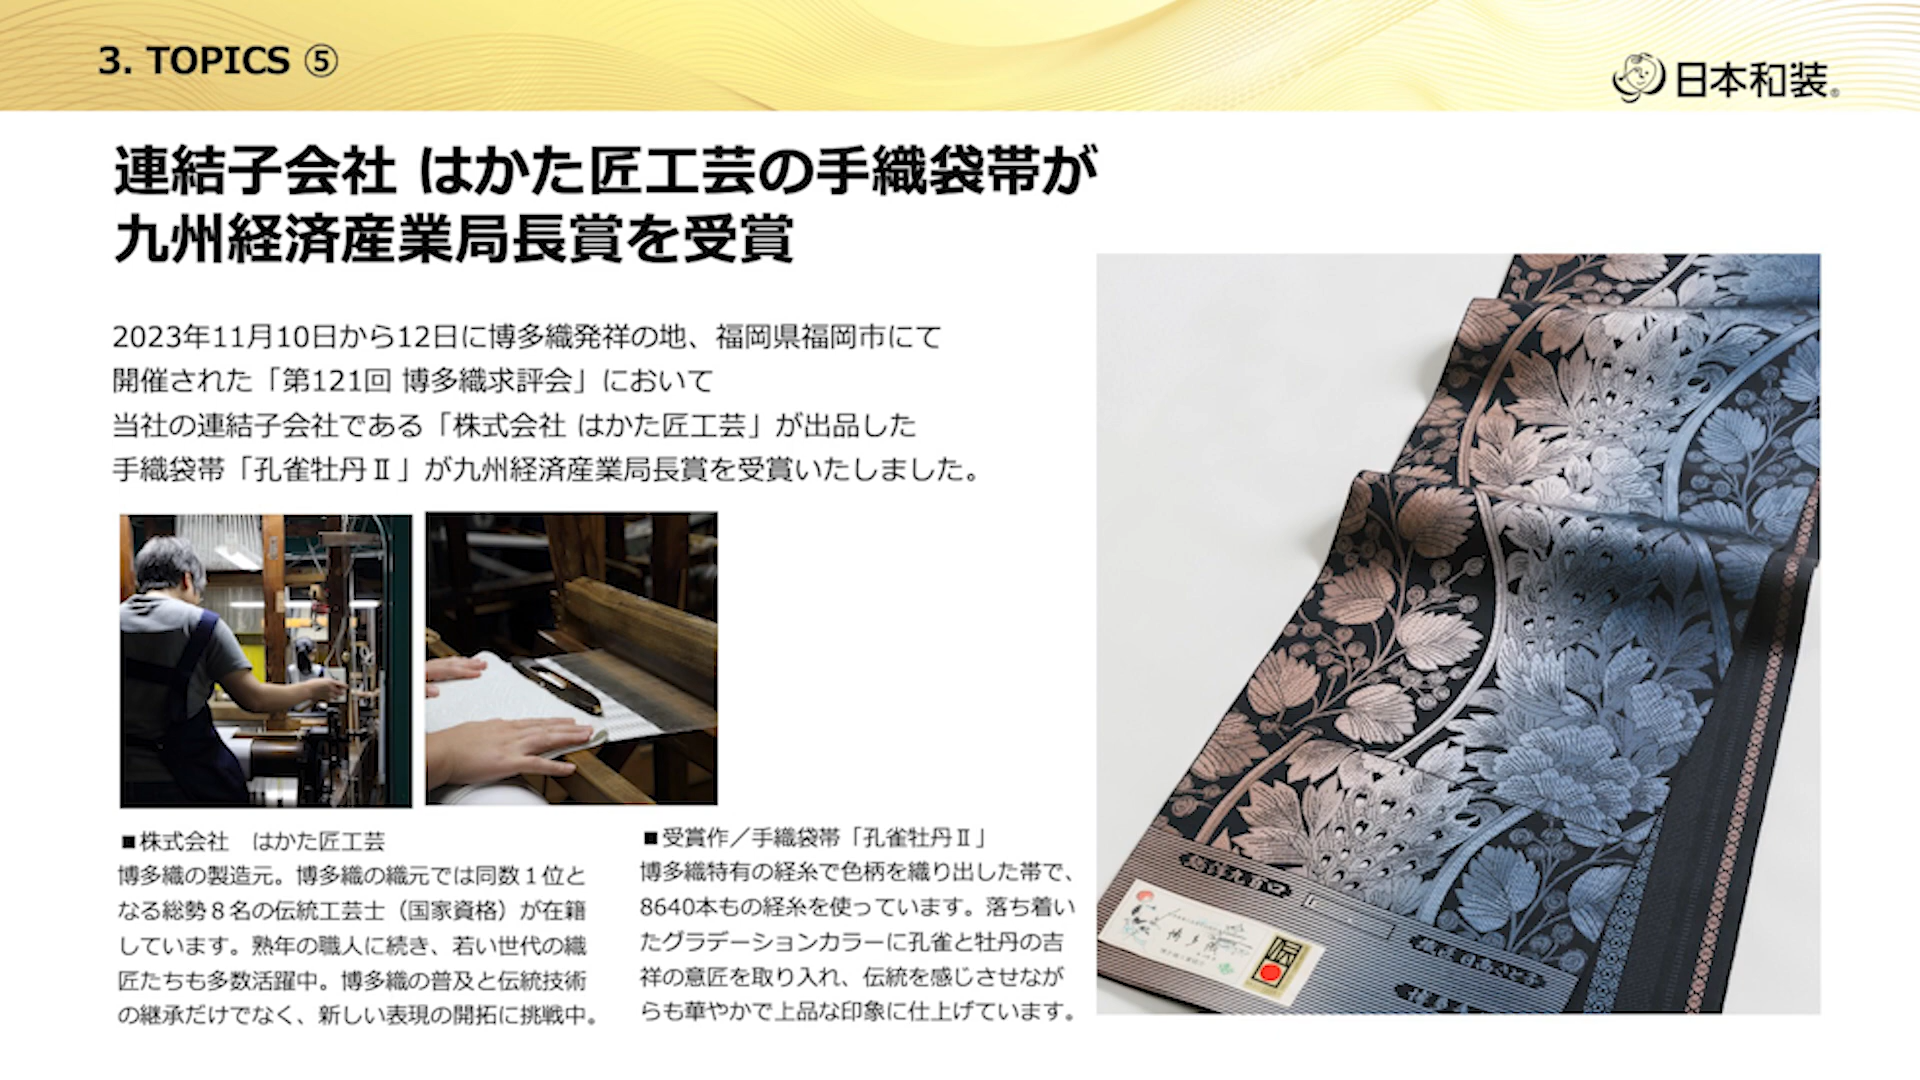 3. TOPICS ⑤
日本和装®
連結子会社 はかた匠工芸の手織袋帯が
九州経済産業局長賞を受賞
2023年11月10日から12日に博多織発祥の地、福岡県福岡市にて
開催された「第121回 博多織求評会」において
当社の連結子会社である「株式会社 はかた匠工芸」が出品した
手織袋帯「孔雀牡丹Ⅱ」が九州経済産業局長賞を受賞いたしました。
■株式会社　はかた匠工芸
博多織の製造元。博多織の織元では同数１位と
なる総勢８名の伝統工芸士（国家資格）が在籍
しています。熟年の職人に続き、若い世代の織
匠たちも多数活躍中。博多織の普及と伝統技術
の継承だけでなく、新しい表現の開拓に挑戦中。
■受賞作／手織袋帯「孔雀牡丹Ⅱ」
博多織特有の経糸で色柄を織り出した帯で、
8640本もの経糸を使っています。落ち着い
たグラデーションカラーに孔雀と牡丹の吉
祥の意匠を取り入れ、伝統を感じさせなが
らも華やかで上品な印象に仕上げています。
伝